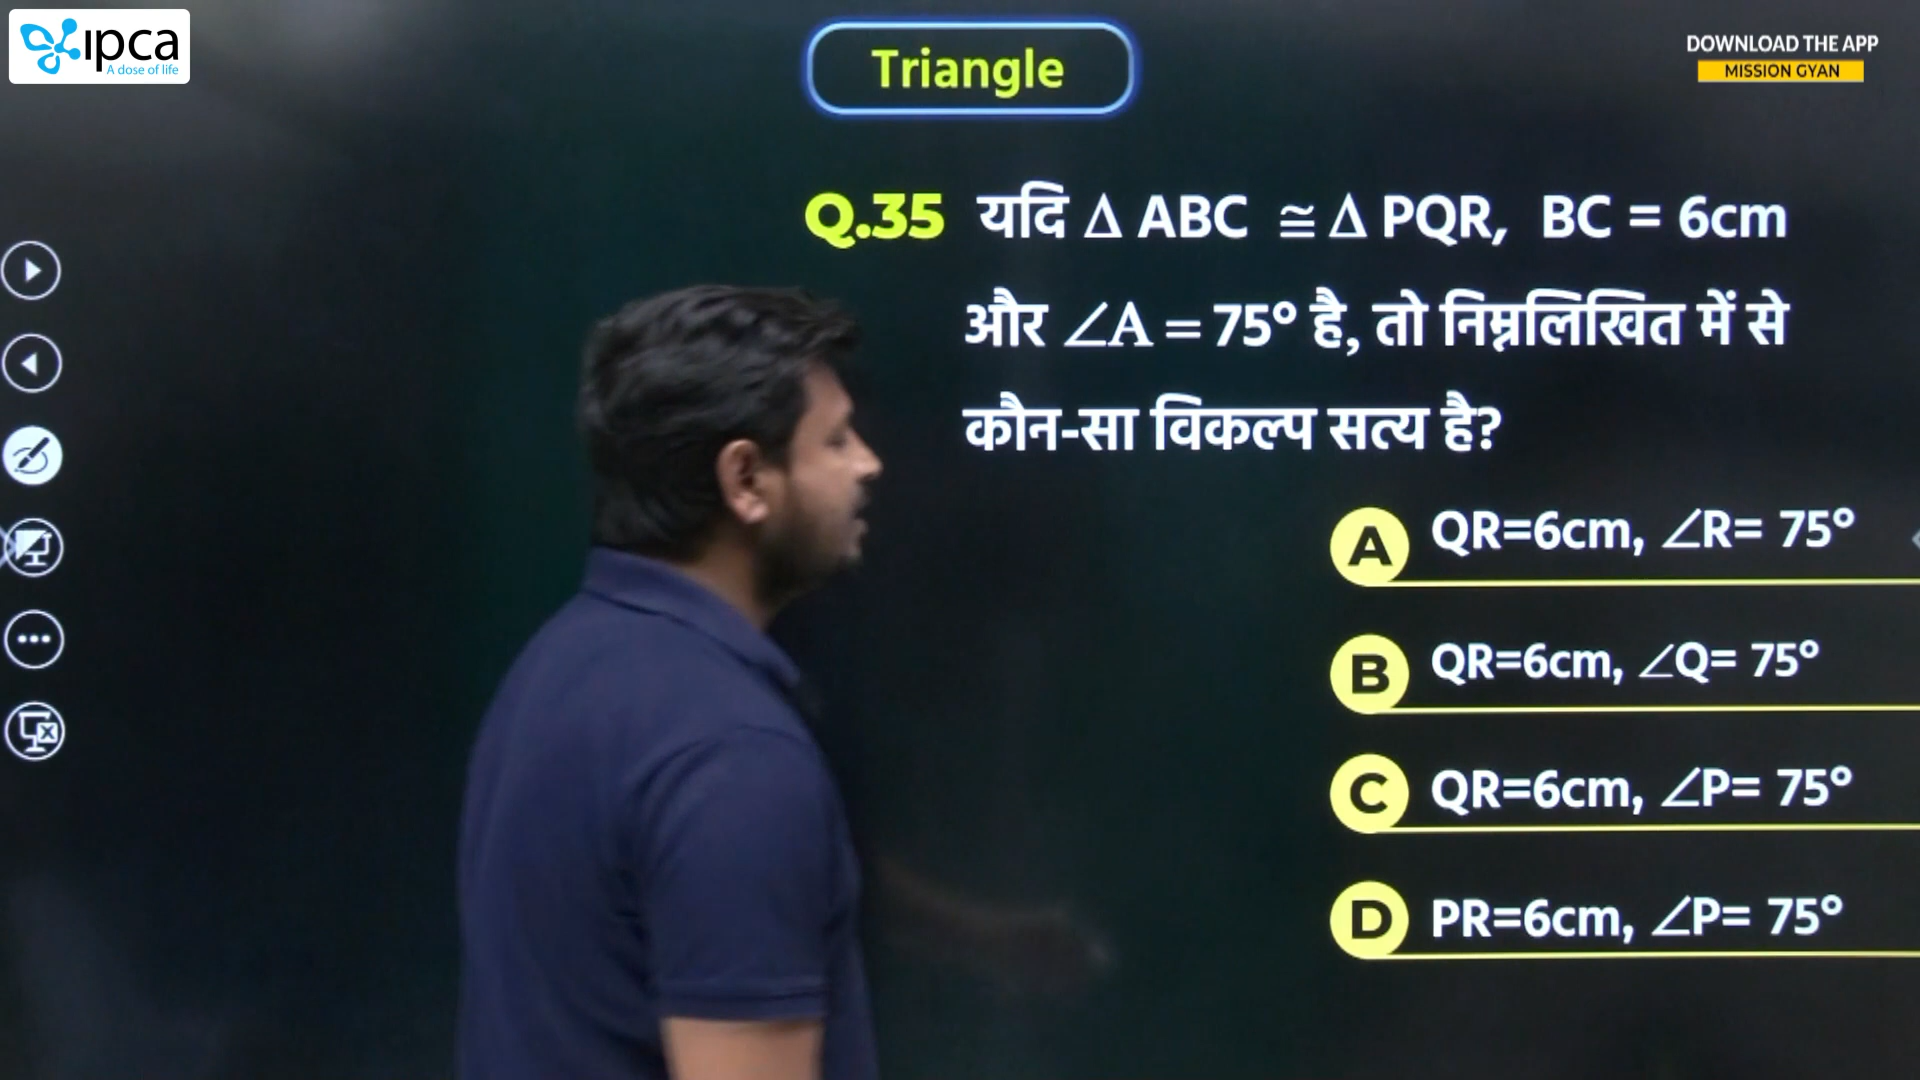 ipca
A dose of life
Triangle
DOWNLOAD THE APP
MISSION GYAN
Q.35 यदि Δ ABC ≅ Δ PQR, BC = 6cm
और ∠A = 75° है, तो निम्नलिखित में से
कौन-सा विकल्प सत्य है?
A QR=6cm, ∠R= 75°
B QR=6cm, ∠Q= 75°
C QR=6cm, ∠P= 75°
D PR=6cm, ∠P= 75°